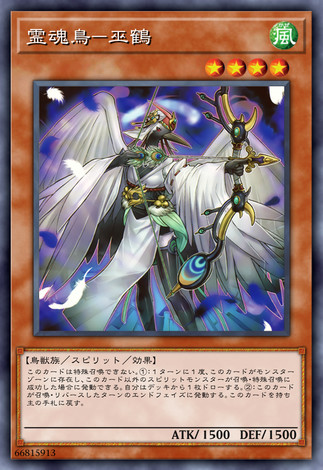 霊魂鳥－巫鶴
風
【鳥獣族／スピリット／効果】
このカードは特殊召喚できない。①：1ターンに1度、このカードがモンスター
ゾーンに存在し、このカード以外のスピリットモンスターが召喚・特殊召喚に
成功した場合に発動できる。自分はデッキから1枚ドローする。②：このカードが
召喚・リバースしたターンのエンドフェイズに発動する。このカードを持ち
主の手札に戻す。
ATK/1500 DEF/1500
66815913